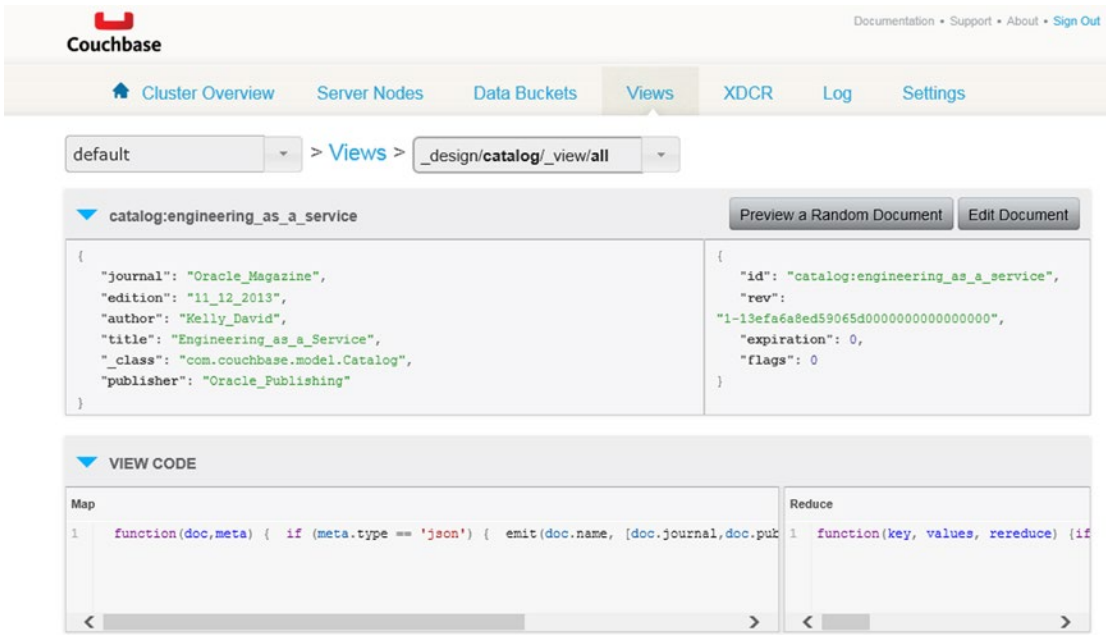 Documentation • Support • About • Sign Out
Couchbase
Cluster Overview Server Nodes Data Buckets Views XDCR Log Settings
default > Views > _design/catalog/_view/all
catalog:engineering_as_a_service Preview a Random Document Edit Document
{
"journal": "Oracle_Magazine",
"edition": "11_12_2013",
"author": "Kelly_David",
"title": "Engineering_as_a_Service",
"_class": "com.couchbase.model.Catalog",
"publisher": "Oracle_Publishing"
}
{
"id": "catalog:engineering_as_a_service",
"rev":
"1-13efa6a8ed59065d0000000000000000",
"expiration": 0,
"flags": 0
}
VIEW CODE
Map
1 function(doc,meta) { if (meta.type == 'json') { emit(doc.name, [doc.journal,doc.pub
Reduce
1 function(key, values, rereduce) {if